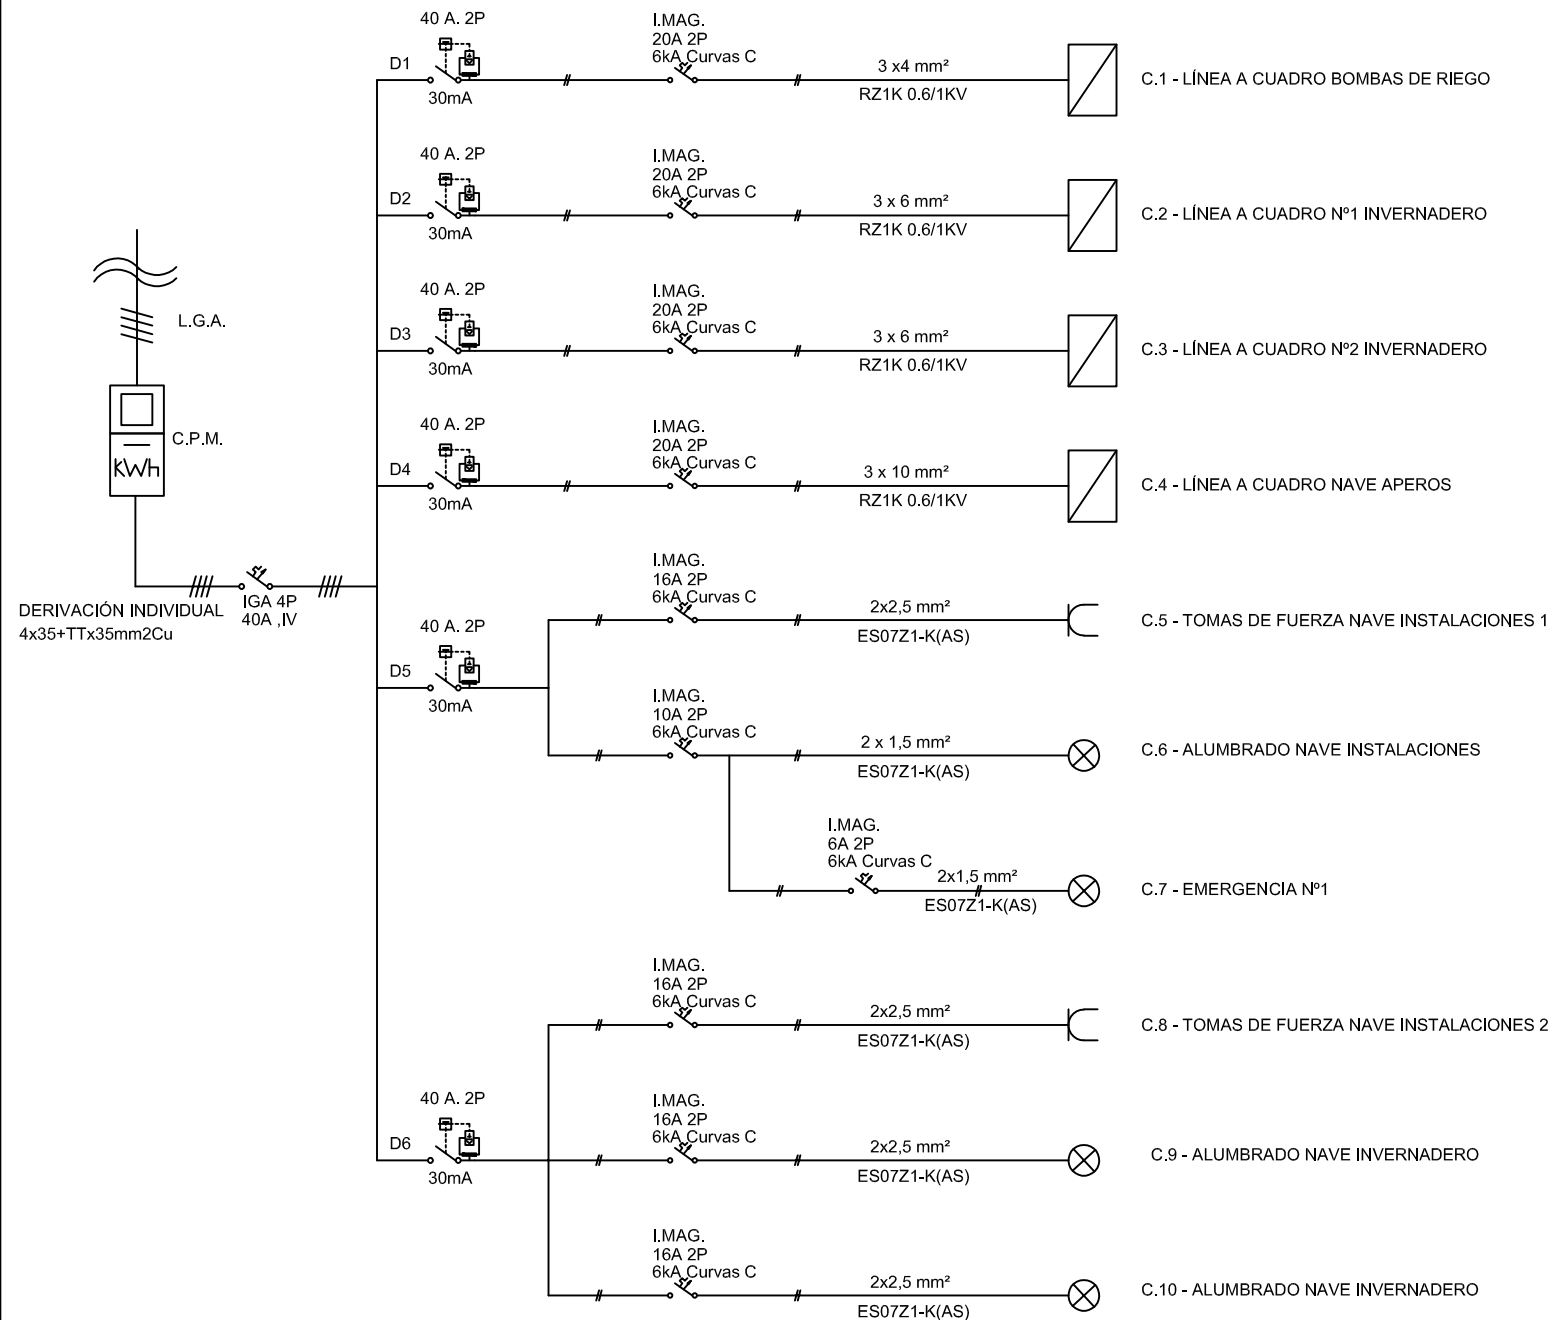 40 A. 2P
D1
30mA
I.MAG.
20A 2P
6kA Curvas C
3 x4 mm²
RZ1K 0.6/1KV
C.1 - LÍNEA A CUADRO BOMBAS DE RIEGO
40 A. 2P
D2
30mA
I.MAG.
20A 2P
6kA Curvas C
3 x 6 mm²
RZ1K 0.6/1KV
C.2 - LÍNEA A CUADRO Nº1 INVERNADERO
L.G.A.
40 A. 2P
D3
30mA
I.MAG.
20A 2P
6kA Curvas C
3 x 6 mm²
RZ1K 0.6/1KV
C.3 - LÍNEA A CUADRO Nº2 INVERNADERO
C.P.M.
KWh
40 A. 2P
D4
30mA
I.MAG.
20A 2P
6kA Curvas C
3 x 10 mm²
RZ1K 0.6/1KV
C.4 - LÍNEA A CUADRO NAVE APEROS
DERIVACIÓN INDIVIDUAL
4x35+TTx35mm2Cu
IGA 4P
40A ,IV
40 A. 2P
D5
30mA
I.MAG.
16A 2P
6kA Curvas C
2x2,5 mm²
ES07Z1-K(AS)
C.5 - TOMAS DE FUERZA NAVE INSTALACIONES 1
I.MAG.
10A 2P
6kA Curvas C
2 x 1,5 mm²
ES07Z1-K(AS)
C.6 - ALUMBRADO NAVE INSTALACIONES
I.MAG.
6A 2P
6kA Curvas C
2x1,5 mm²
ES07Z1-K(AS)
C.7 - EMERGENCIA Nº1
I.MAG.
16A 2P
6kA Curvas C
2x2,5 mm²
ES07Z1-K(AS)
C.8 - TOMAS DE FUERZA NAVE INSTALACIONES 2
40 A. 2P
D6
30mA
I.MAG.
16A 2P
6kA Curvas C
2x2,5 mm²
ES07Z1-K(AS)
C.9 - ALUMBRADO NAVE INVERNADERO
I.MAG.
16A 2P
6kA Curvas C
2x2,5 mm²
ES07Z1-K(AS)
C.10 - ALUMBRADO NAVE INVERNADERO